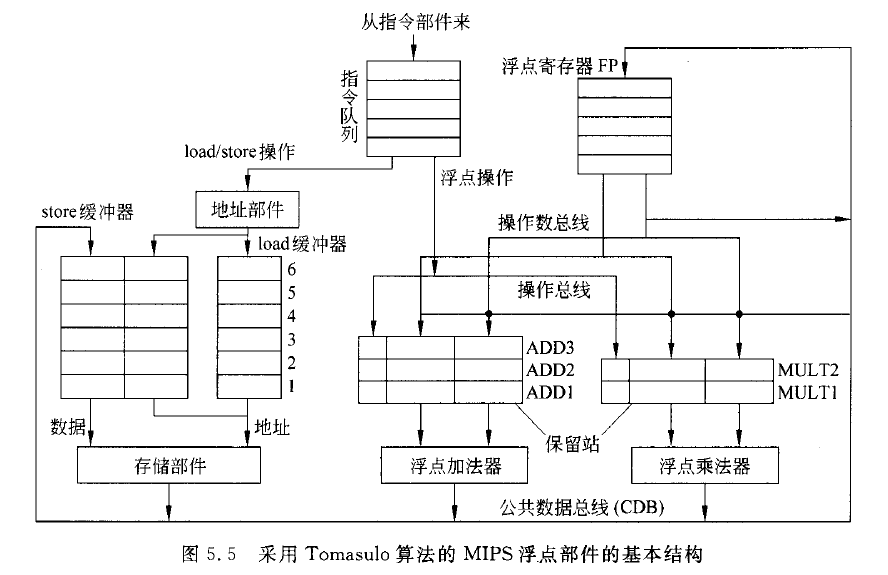 从指令部件来
指令队列
浮点寄存器 FP
load/store 操作
浮点操作
地址部件
store 缓冲器
load 缓冲器
操作数总线
6
5
4
3
2
1
操作总线
ADD3
ADD2
ADD1
MULT2
MULT1
数据
地址
保留站
存储部件
浮点加法器
浮点乘法器
公共数据总线 (CDB)
图 5.5 采用 Tomasulo 算法的 MIPS 浮点部件的基本结构